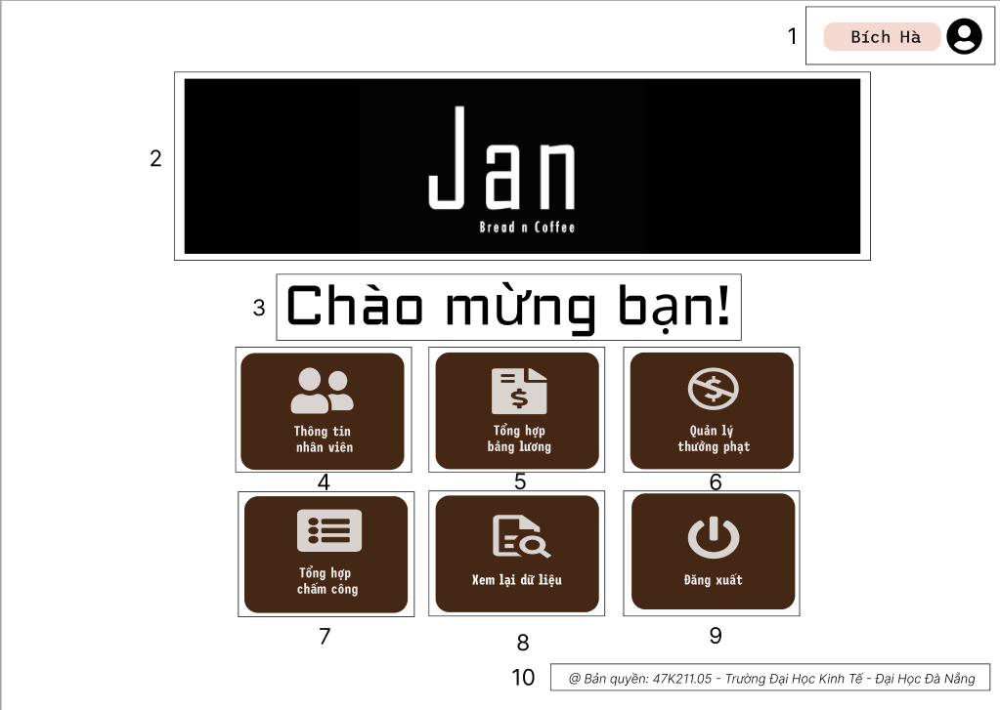 1
Bích Hà
2
Jan
Bread n Coffee
3
Chào mừng bạn!
Thông tin
nhân viên
4
Tổng hợp
bảng lương
5
Quản lý
thưởng phạt
6
Tổng hợp
chấm công
7
Xem lại dữ liệu
8
Đăng xuất
9
10
@ Bản quyền: 47K211.05 - Trường Đại Học Kinh Tế - Đại Học Đà Nẵng